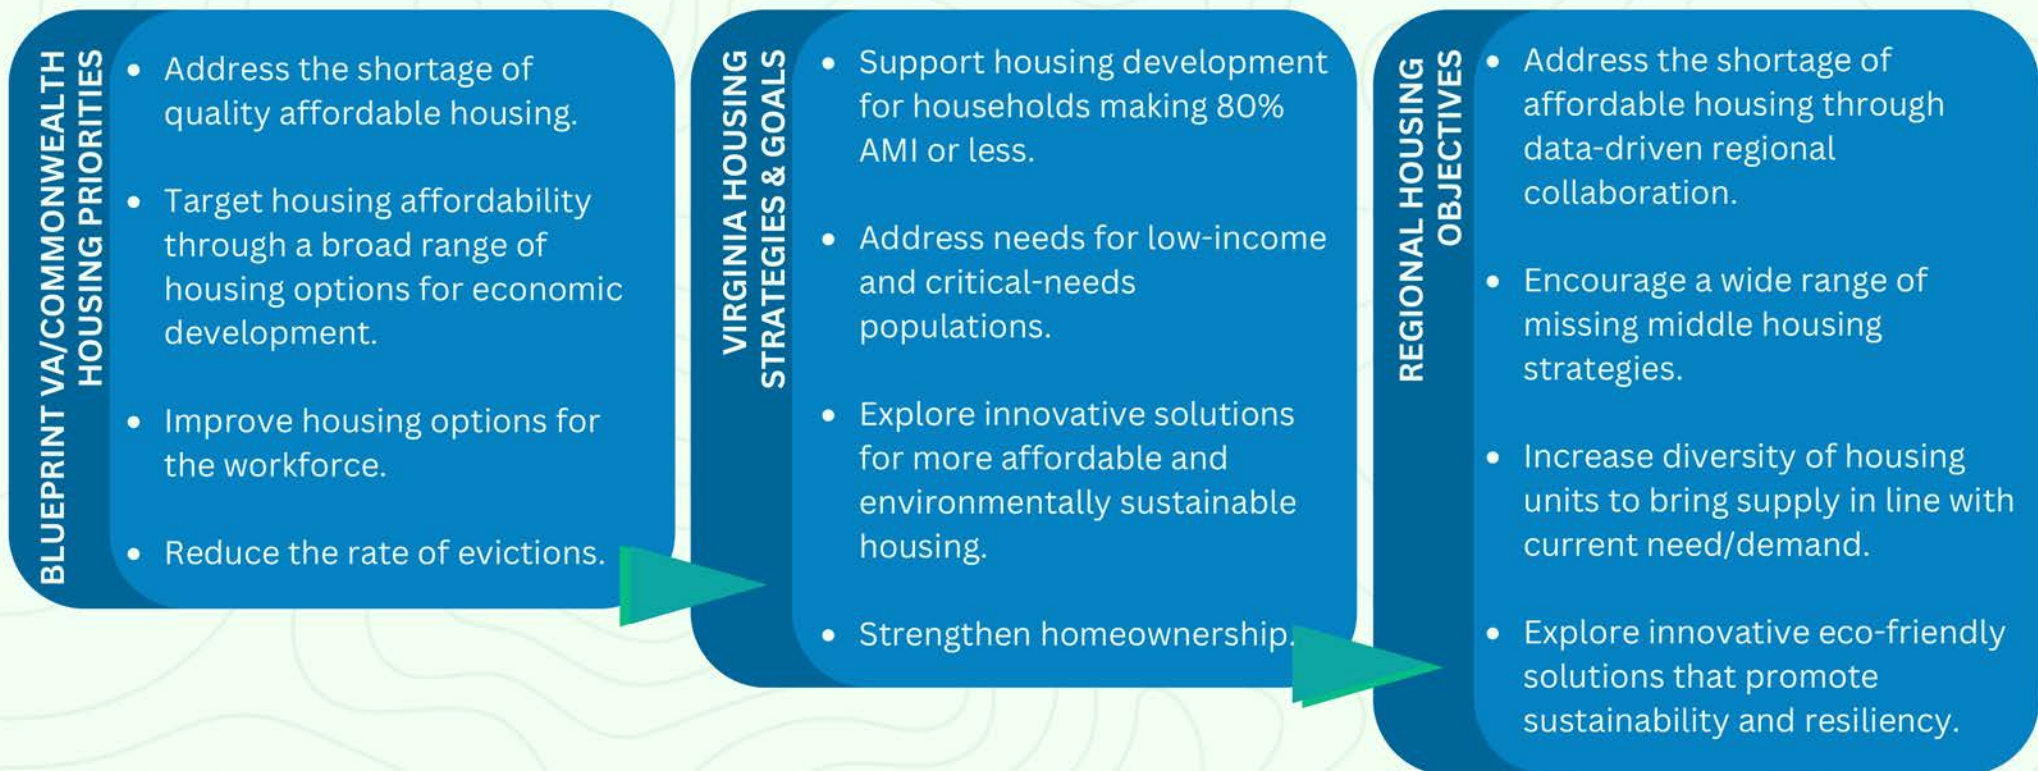 BLUEPRINT VA/COMMONWEALTH
HOUSING PRIORITIES
• Address the shortage of
quality affordable housing.
• Target housing affordability
through a broad range of
housing options for economic
development.
• Improve housing options for
the workforce.
• Reduce the rate of evictions.
VIRGINIA HOUSING
STRATEGIES & GOALS
• Support housing development
for households making 80%
AMI or less.
• Address needs for low-income
and critical-needs
populations.
• Explore innovative solutions
for more affordable and
environmentally sustainable
housing.
• Strengthen homeownership.
REGIONAL HOUSING
OBJECTIVES
• Address the shortage of
affordable housing through
data-driven regional
collaboration.
• Encourage a wide range of
missing middle housing
strategies.
• Increase diversity of housing
units to bring supply in line with
current need/demand.
• Explore innovative eco-friendly
solutions that promote
sustainability and resiliency.